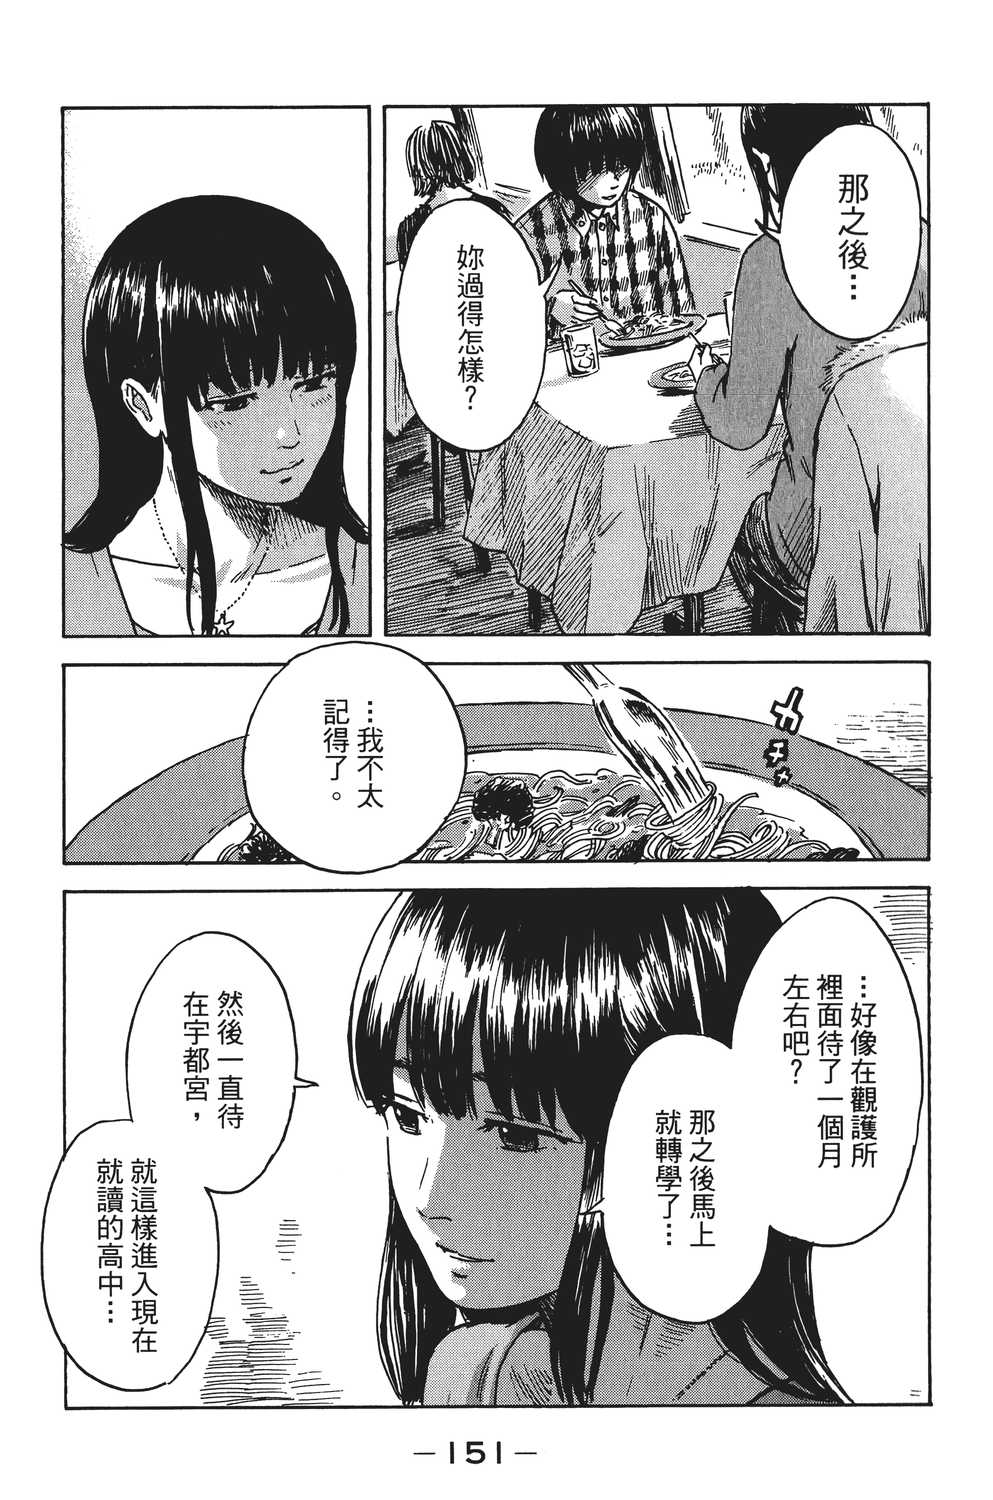 那之後…
妳過得怎樣？
…我不太
記得了。
カチャ
…好像在觀護所
裡面待了一個月
左右吧？
那之後馬上
就轉學了…
然後一直待
在宇都宮，
就這樣進入現在
就讀的高中…
－151－